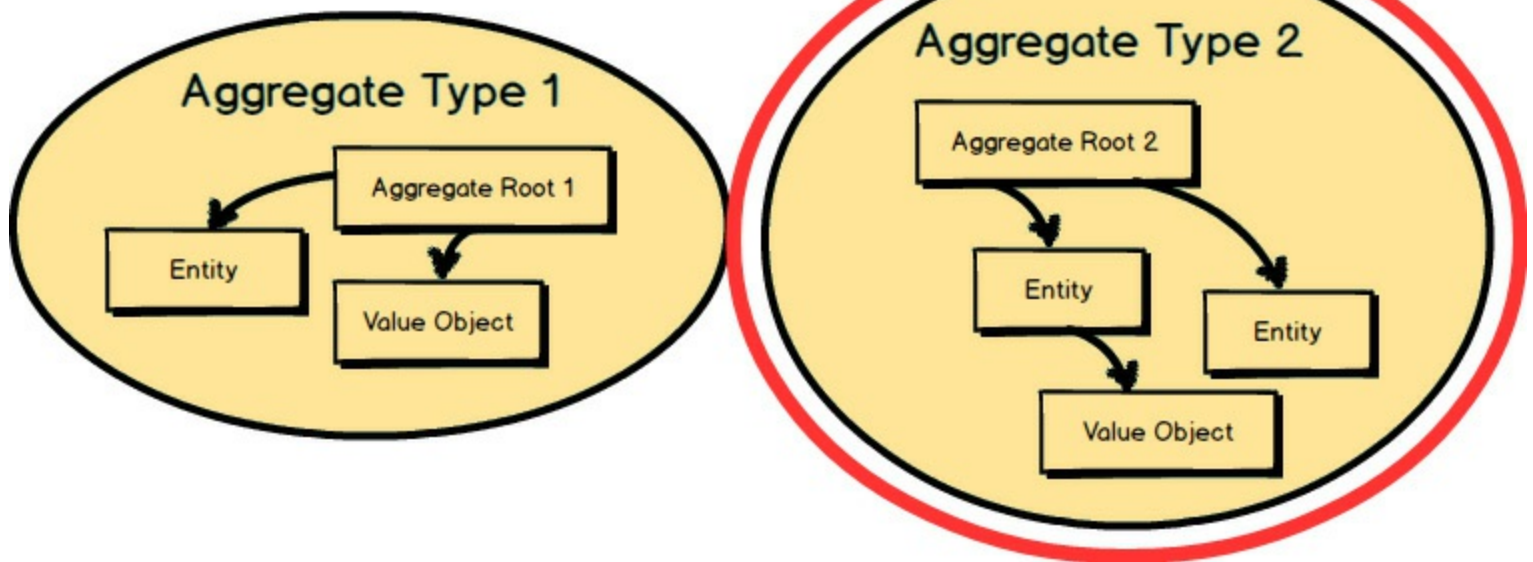 Aggregate Type 1
Aggregate Root 1
Entity
Value Object
Aggregate Type 2
Aggregate Root 2
Entity
Entity
Value Object